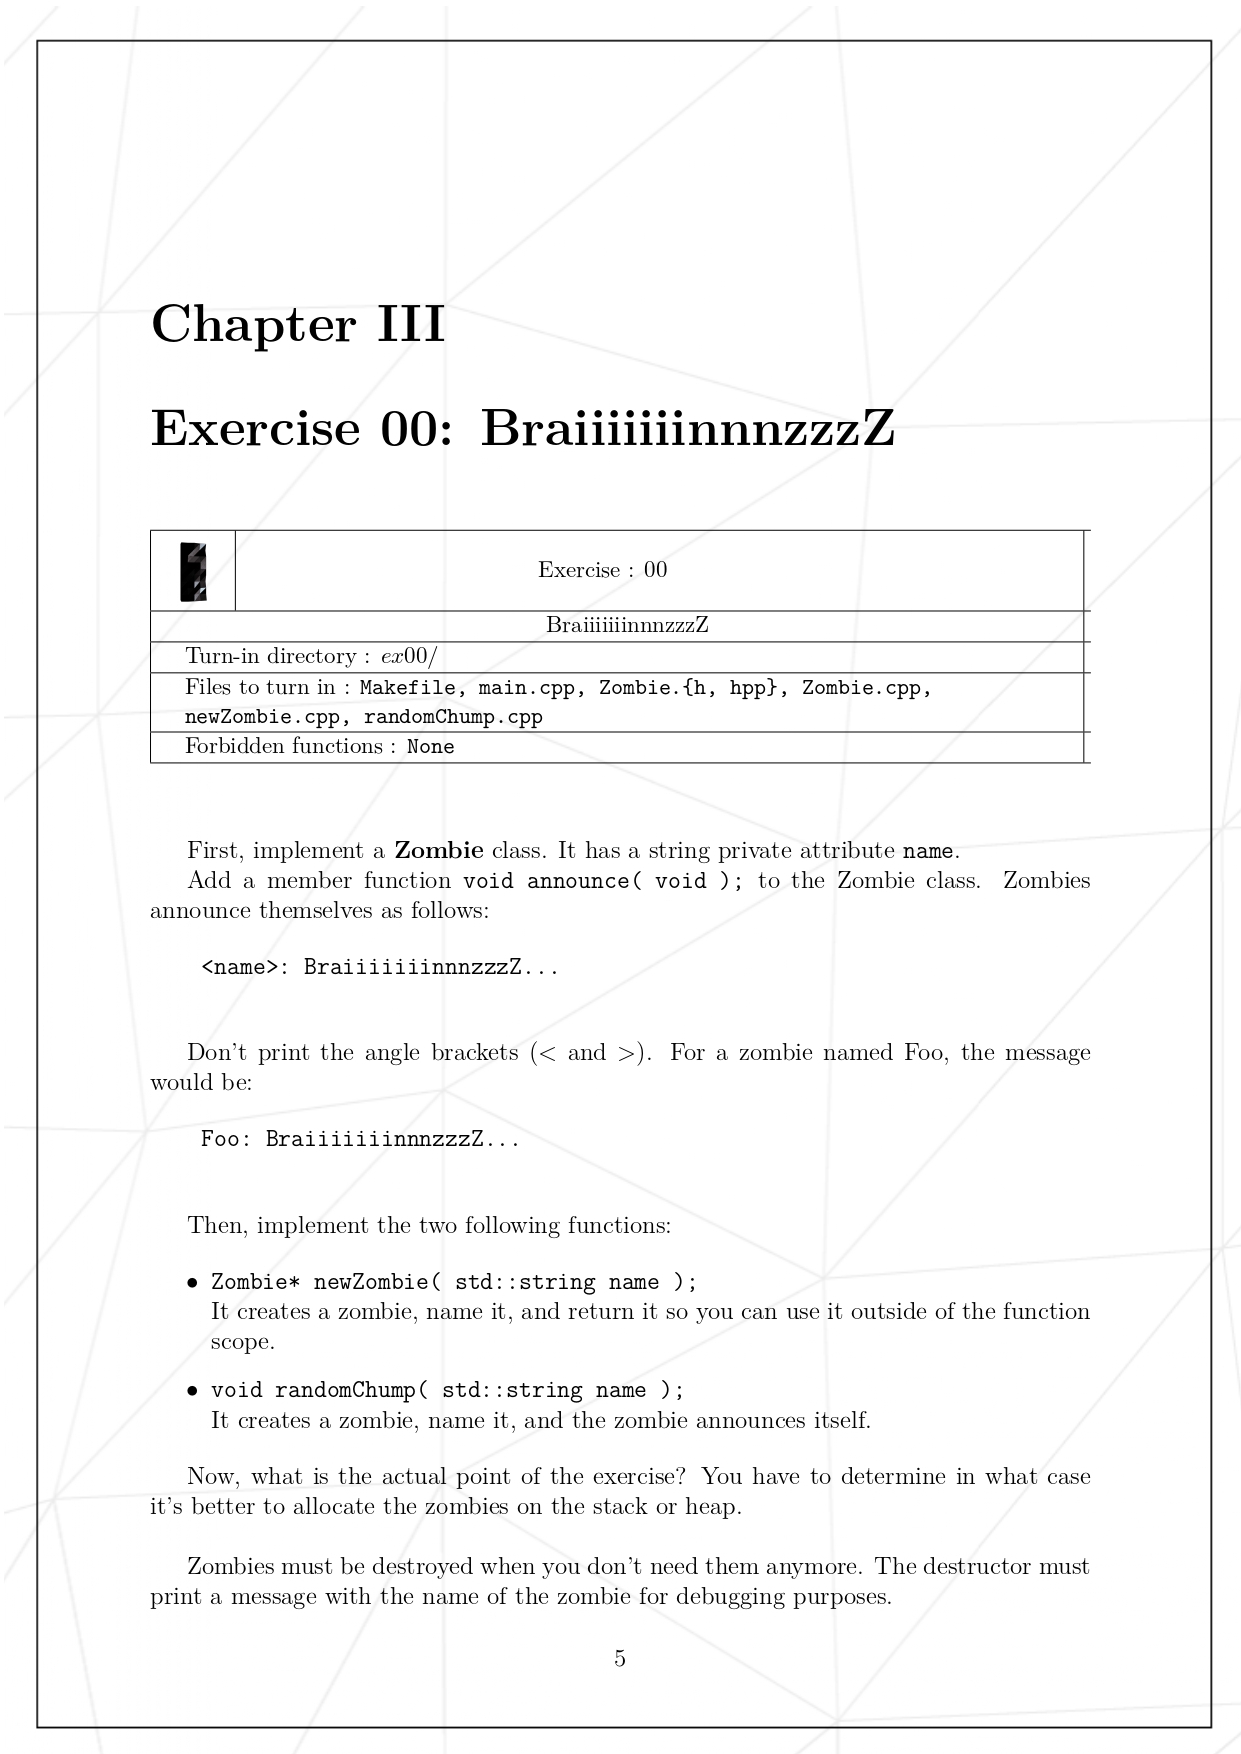 Chapter III
Exercise 00: BraiiiiiiinnnzzzZ
Exercise : 00
BraiiiiiiinnnzzzZ
Turn-in directory : ex00/
Files to turn in : Makefile, main.cpp, Zombie.{h, hpp}, Zombie.cpp,
newZombie.cpp, randomChump.cpp
Forbidden functions : None
First, implement a Zombie class. It has a string private attribute name.
Add a member function void announce( void ); to the Zombie class. Zombies
announce themselves as follows:
<name>: BraiiiiiiinnnzzzZ...
Don't print the angle brackets (< and >). For a zombie named Foo, the message
would be:
Foo: BraiiiiiiinnnzzzZ...
Then, implement the two following functions:
• Zombie* newZombie( std::string name );
It creates a zombie, name it, and return it so you can use it outside of the function
scope.
• void randomChump( std::string name );
It creates a zombie, name it, and the zombie announces itself.
Now, what is the actual point of the exercise? You have to determine in what case
it's better to allocate the zombies on the stack or heap.
Zombies must be destroyed when you don't need them anymore. The destructor must
print a message with the name of the zombie for debugging purposes.
5